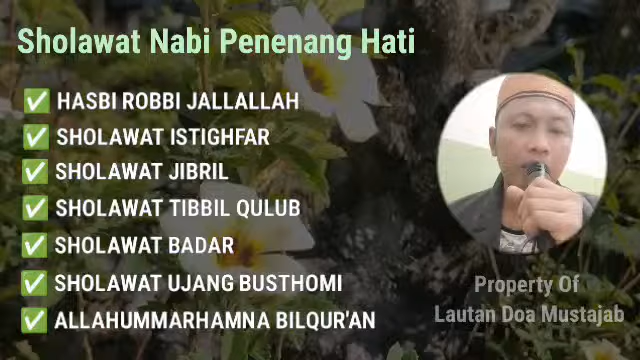 Sholawat Nabi Penenang Hati
✅ HASBI ROBBI JALLALLAH
✅ SHOLAWAT ISTIGHFAR
✅ SHOLAWAT JIBRIL
✅ SHOLAWAT TIBBIL QULUB
✅ SHOLAWAT BADAR
✅ SHOLAWAT UJANG BUSTHOMI
✅ ALLAHUMMARHAMNA BILQUR'AN
Property Of
Lautan Doa Mustajab